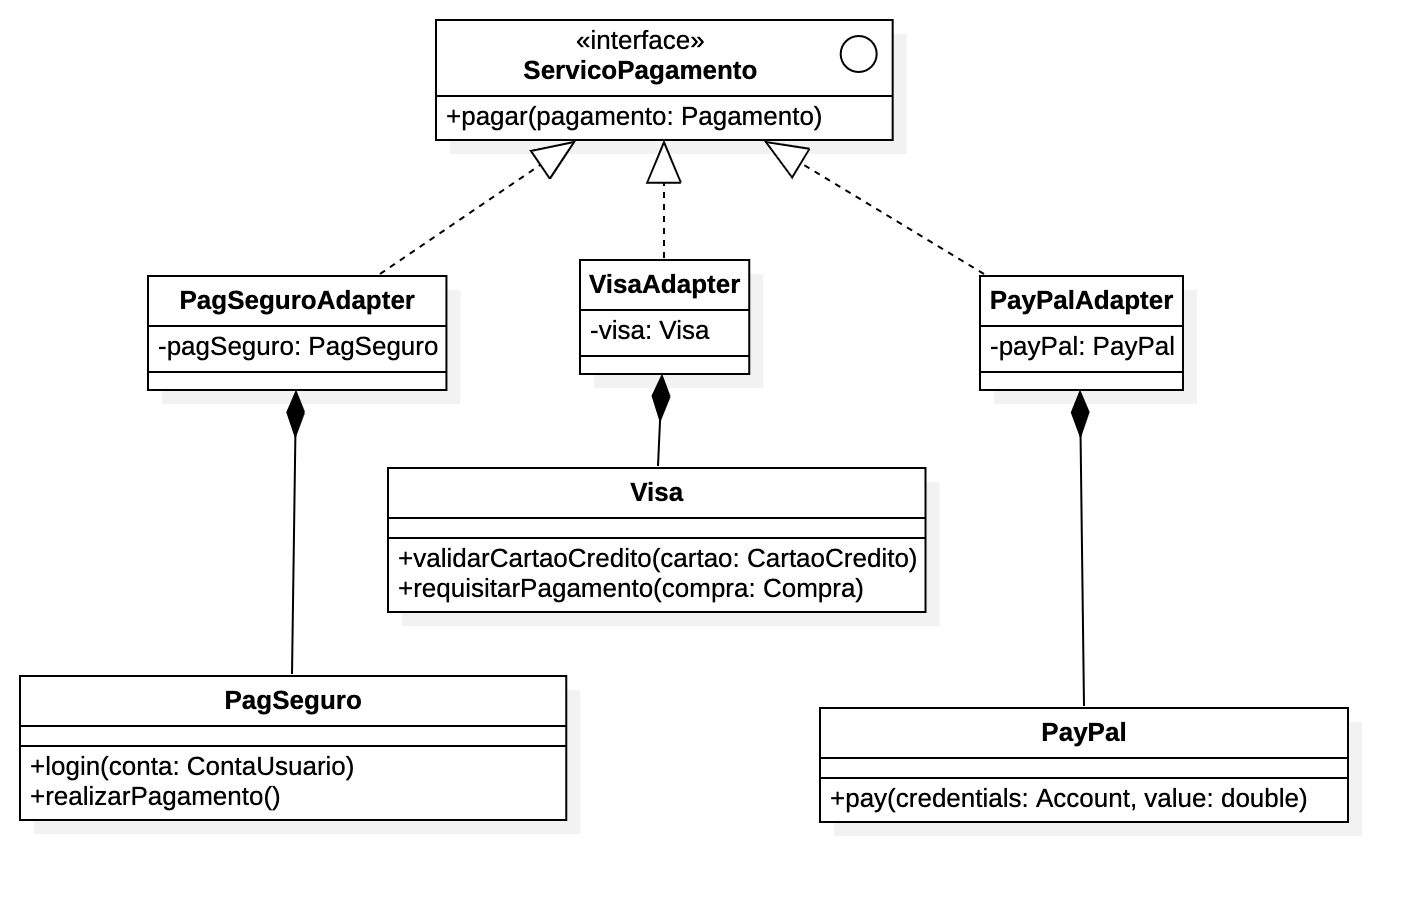 «interface»
ServicoPagamento
+pagar(pagamento: Pagamento)
PagSeguroAdapter
-pagSeguro: PagSeguro
VisaAdapter
-visa: Visa
PayPalAdapter
-payPal: PayPal
Visa
+validarCartaoCredito(cartao: CartaoCredito)
+requisitarPagamento(compra: Compra)
PagSeguro
+login(conta: ContaUsuario)
+realizarPagamento()
PayPal
+pay(credentials: Account, value: double)